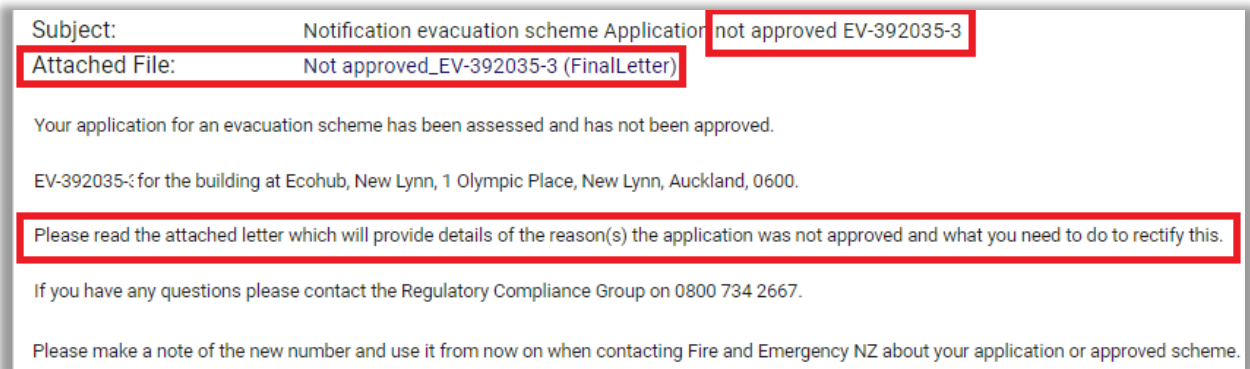 Subject: Notification evacuation scheme Application not approved EV-392035-3
Attached File: Not approved_EV-392035-3 (FinalLetter)
Your application for an evacuation scheme has been assessed and has not been approved.
EV-392035-3 for the building at Ecohub, New Lynn, 1 Olympic Place, New Lynn, Auckland, 0600.
Please read the attached letter which will provide details of the reason(s) the application was not approved and what you need to do to rectify this.
If you have any questions please contact the Regulatory Compliance Group on 0800 734 2667.
Please make a note of the new number and use it from now on when contacting Fire and Emergency NZ about your application or approved scheme.